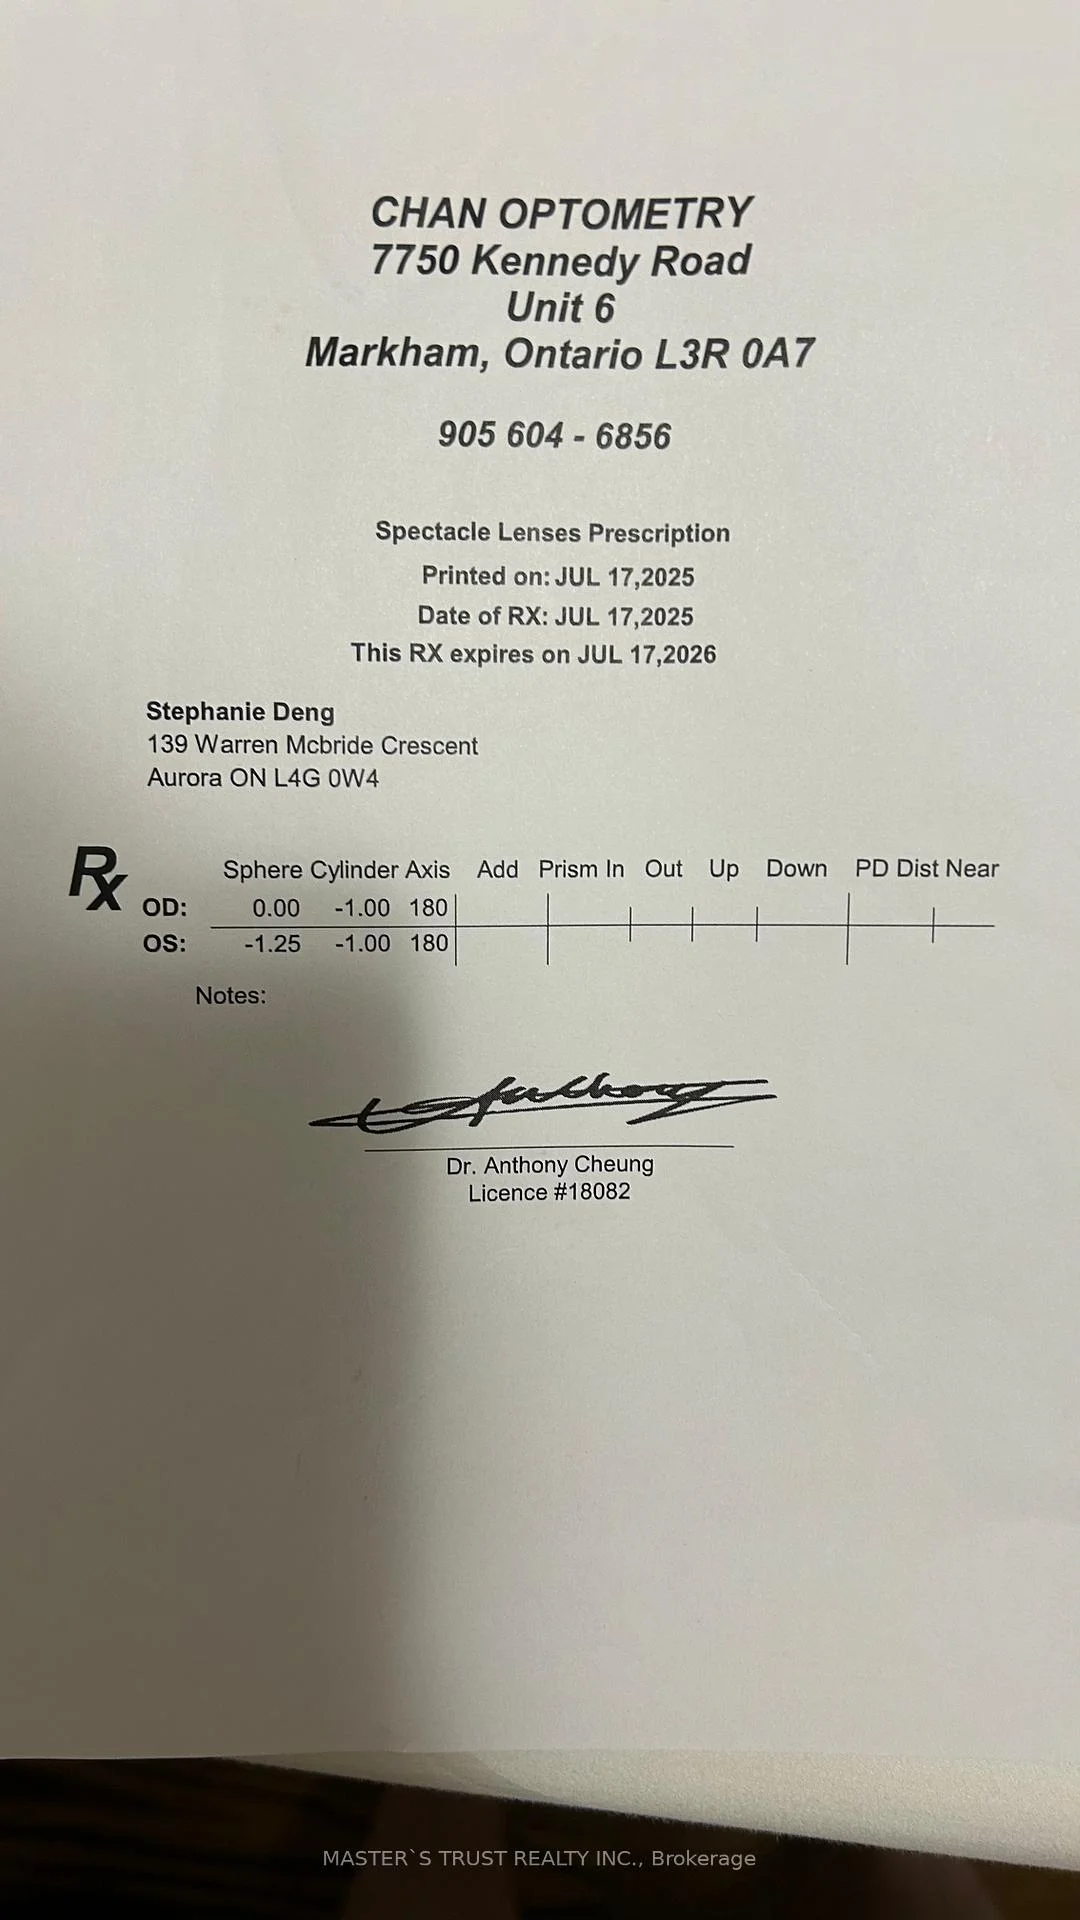 CHAN OPTOMETRY
7750 Kennedy Road
Unit 6
Markham, Ontario L3R 0A7
905 604 - 6856
Spectacle Lenses Prescription
Printed on: JUL 17,2025
Date of RX: JUL 17,2025
This RX expires on JUL 17,2026
Stephanie Deng
139 Warren Mcbride Crescent
Aurora ON L4G 0W4
Rx Sphere Cylinder Axis Add Prism In Out Up Down PD Dist Near
OD: 0.00 -1.00 180
OS: -1.25 -1.00 180
Notes:
Dr. Anthony Cheung
Licence #18082
MASTER`S TRUST REALTY INC., Brokerage